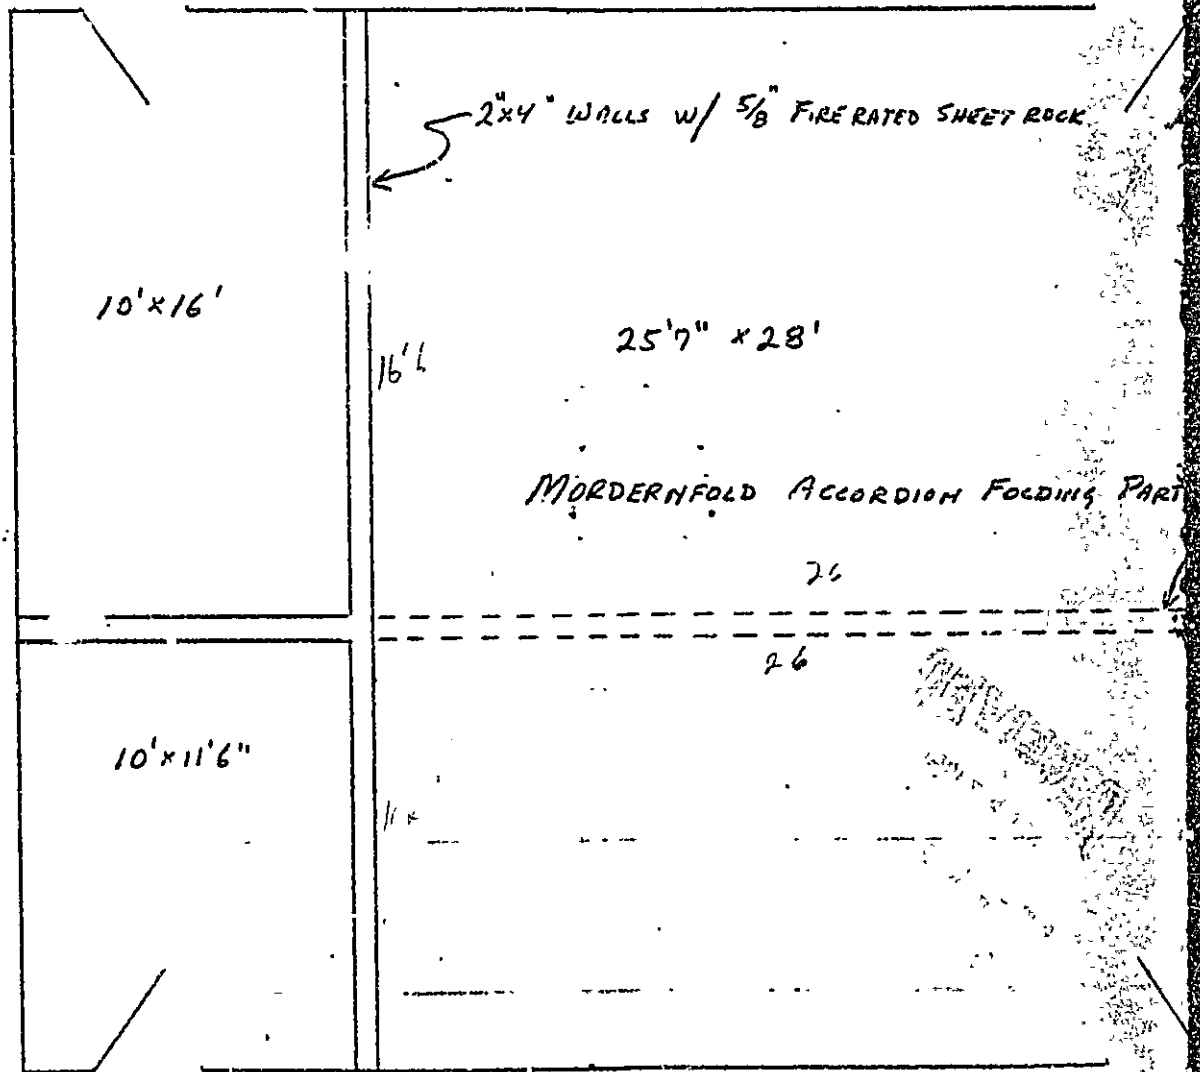 2"x4" WALLS W/ 5/8" FIRE RATED SHEET ROCK
10'x16'
25'7" x 28'
MORDERNFOLD ACCORDION FOLDING PART
26
26
10'x11'6"